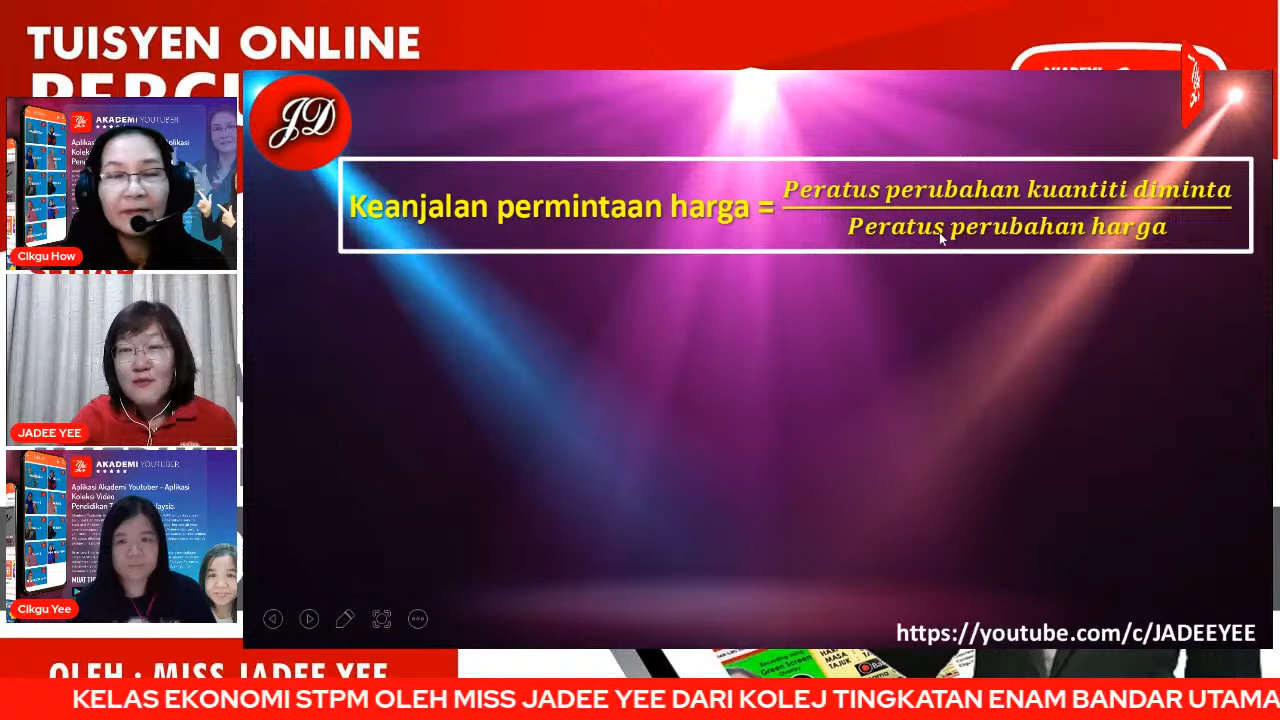 TUISYEN ONLINE
AKADEMI YOUTUBER
Cikgu How
JADEE YEE
AKADEMI YOUTUBER
Aplikasi Akademi Youtuber - Aplikasi
Koleksi Video
Cikgu Yee
JD
Keanjalan permintaan harga = Peratus perubahan kuantiti diminta
Peratus perubahan harga
https://youtube.com/c/JADEEYEE
OLEH : MISS JADEE YEE
KELAS EKONOMI STPM OLEH MISS JADEE YEE DARI KOLEJ TINGKATAN ENAM BANDAR UTAMA